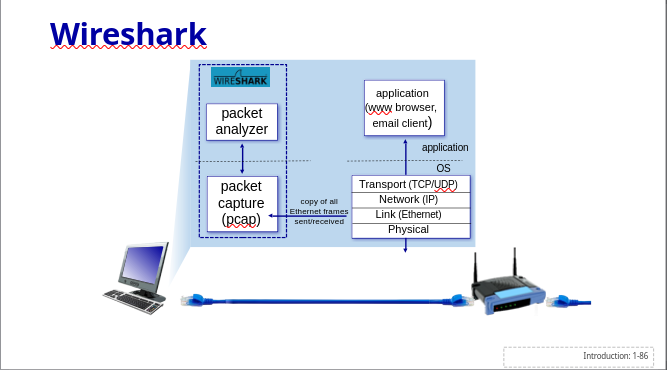 Wireshark
WIRESHARK
packet
analyzer
application
(www browser,
email client)
application
OS
packet
capture
(pcap)
copy of all
Ethernet frames
sent/received
Transport (TCP/UDP)
Network (IP)
Link (Ethernet)
Physical
Introduction: 1-86